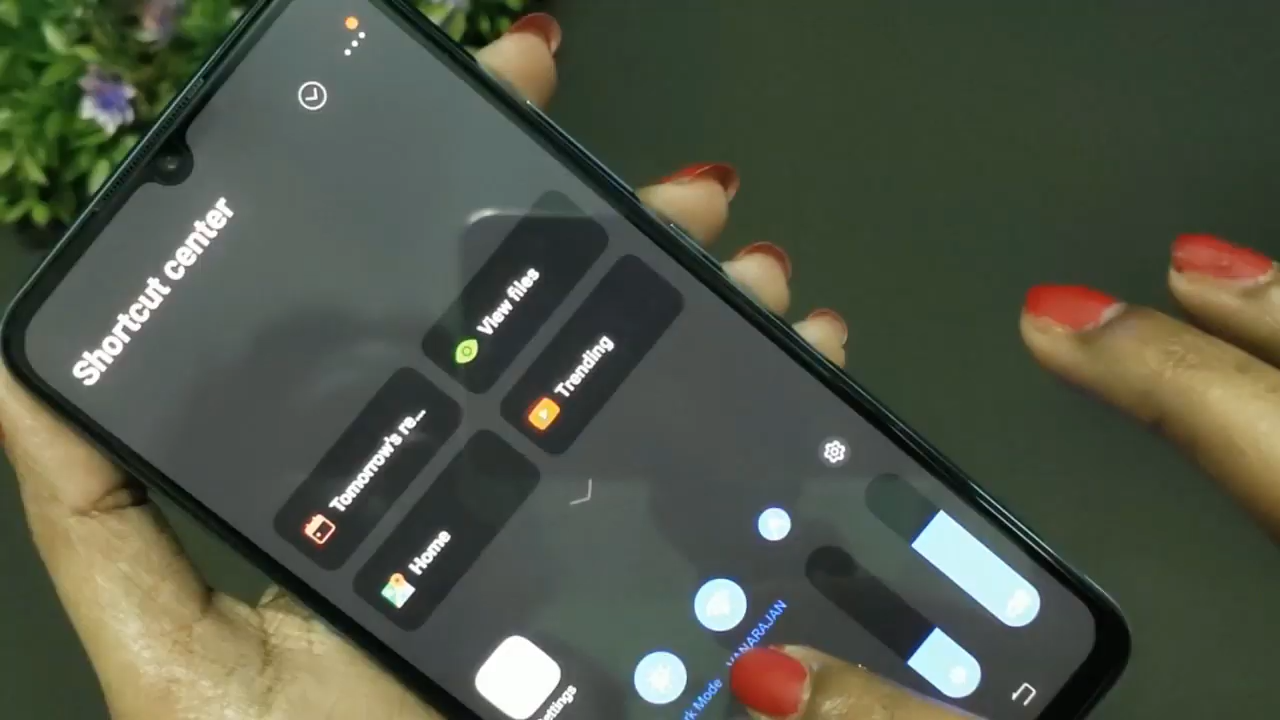 Shortcut center
View files
Trending
Tomorrow's re...
Home